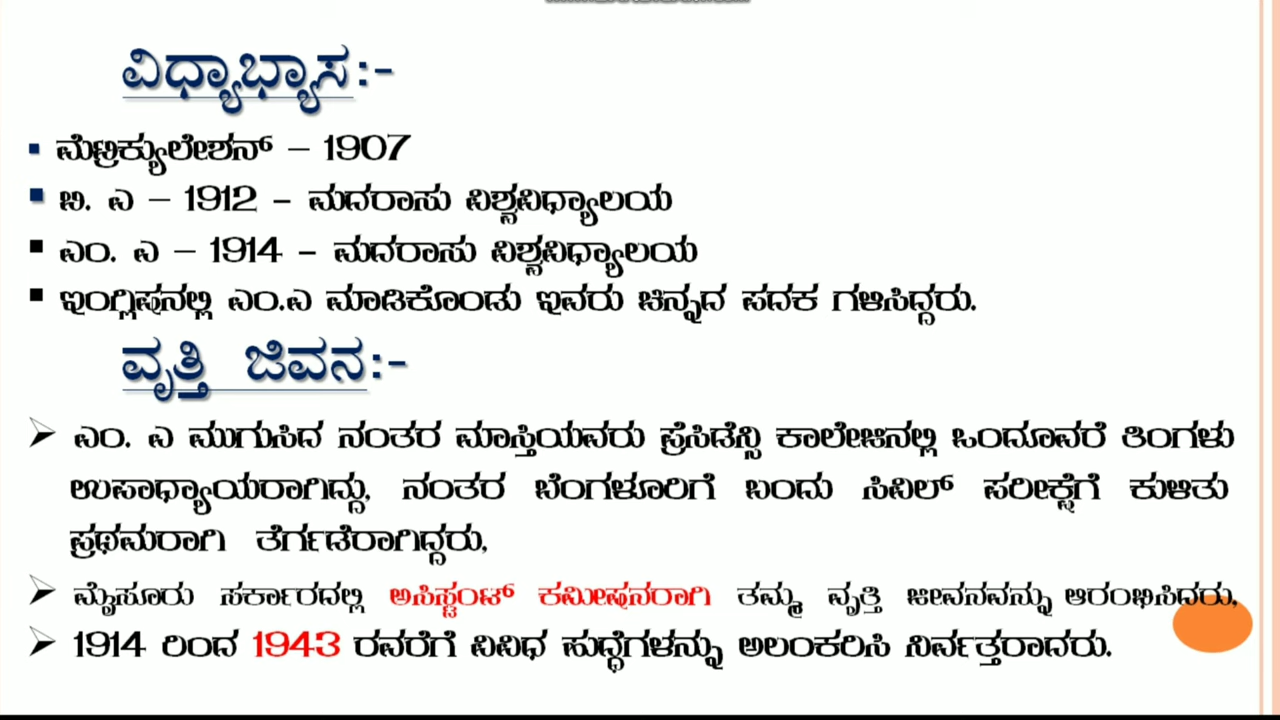 ವಿಧ್ಯಾಭ್ಯಾಸ:-
▪ ಮೆಟ್ರಿಕ್ಯುಲೇಶನ್ – 1907
▪ ಬಿ. ಎ – 1912 – ಮದರಾಸು ವಿಶ್ವವಿಧ್ಯಾಲಯ
▪ ಎಂ. ಎ – 1914 – ಮದರಾಸು ವಿಶ್ವವಿಧ್ಯಾಲಯ
▪ ಇಂಗ್ಲಿಷನಲ್ಲಿ ಎಂ.ಎ ಮಾಡಿಕೊಂಡು ಇವರು ಚಿನ್ನದ ಪದಕ ಗಳಿಸಿದ್ದರು.
ವೃತ್ತಿ ಜಿವನ:-
➢ ಎಂ. ಎ ಮುಗುಸಿದ ನಂತರ ಮಾಸ್ತಿಯವರು ಪ್ರೆಸಿಡೆನ್ಸಿ ಕಾಲೇಜಿನಲ್ಲಿ ಒಂದೂವರೆ ತಿಂಗಳು
ಉಪಾಧ್ಯಾಯರಾಗಿದ್ದು, ನಂತರ ಬೆಂಗಳೂರಿಗೆ ಬಂದು ಸಿವಿಲ್ ಪರೀಕ್ಷೆಗೆ ಕುಳಿತು
ಪ್ರಥಮರಾಗಿ ತೆರ್ಗಡೆರಾಗಿದ್ದರು,
➢ ಮೈಸೂರು ಸರ್ಕಾರದಲ್ಲಿ ಅಸಿಸ್ಟಂಟ್ ಕಮೀಷನರಾಗಿ ತಮ್ಮ ವೃತ್ತಿ ಜೀವನವನ್ನು ಆರಂಭಿಸಿದರು,
➢ 1914 ರಿಂದ 1943 ರವರೆಗೆ ವಿವಿಧ ಹುದ್ಧೆಗಳನ್ನು ಅಲಂಕರಿಸಿ ನಿರ್ವತ್ತರಾದರು.